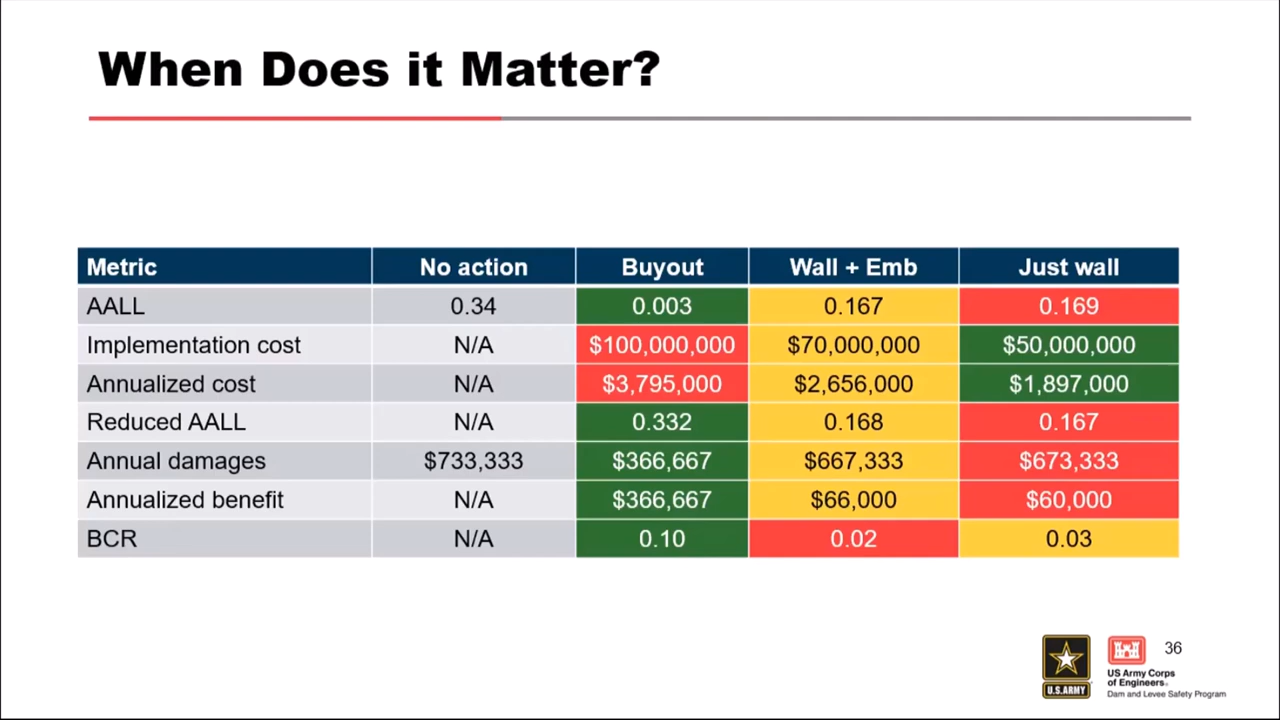 When Does it Matter?
Metric No action Buyout Wall + Emb Just wall
AALL 0.34 0.003 0.167 0.169
Implementation cost N/A $100,000,000 $70,000,000 $50,000,000
Annualized cost N/A $3,795,000 $2,656,000 $1,897,000
Reduced AALL N/A 0.332 0.168 0.167
Annual damages $733,333 $366,667 $667,333 $673,333
Annualized benefit N/A $366,667 $66,000 $60,000
BCR N/A 0.10 0.02 0.03
36
U.S.ARMY
US Army Corps
of Engineers®
Dam and Levee Safety Program